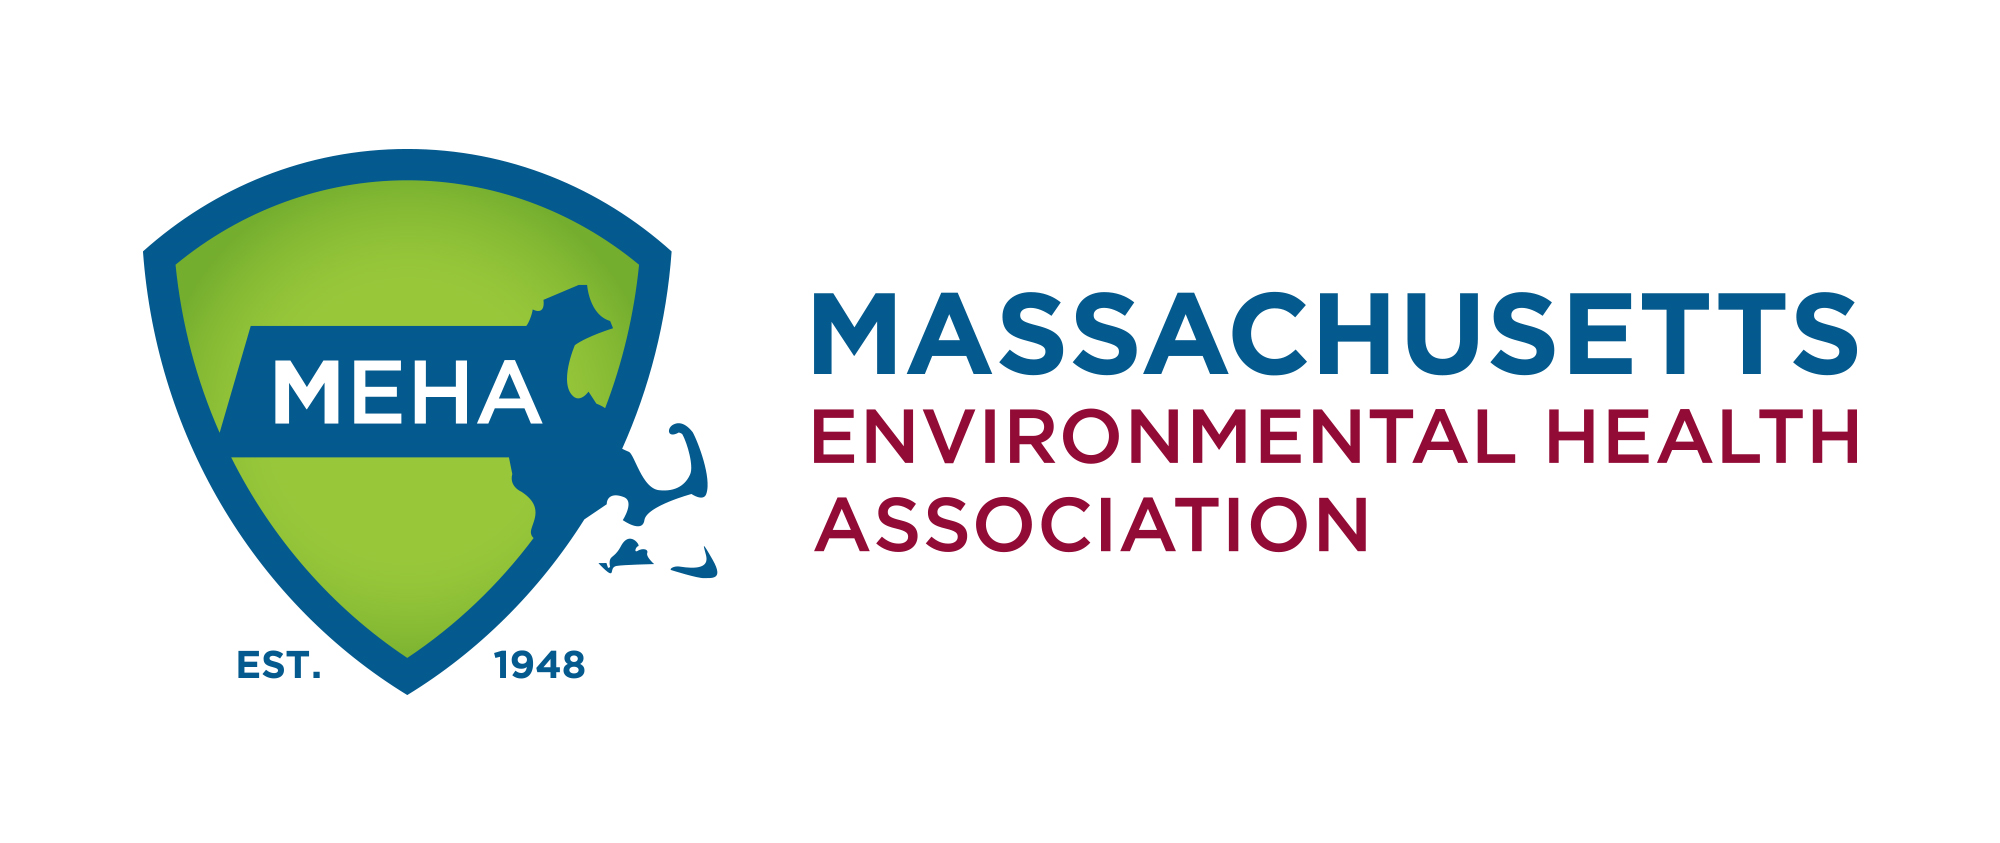 MEHA
EST. 1948
MASSACHUSETTS
ENVIRONMENTAL HEALTH
ASSOCIATION